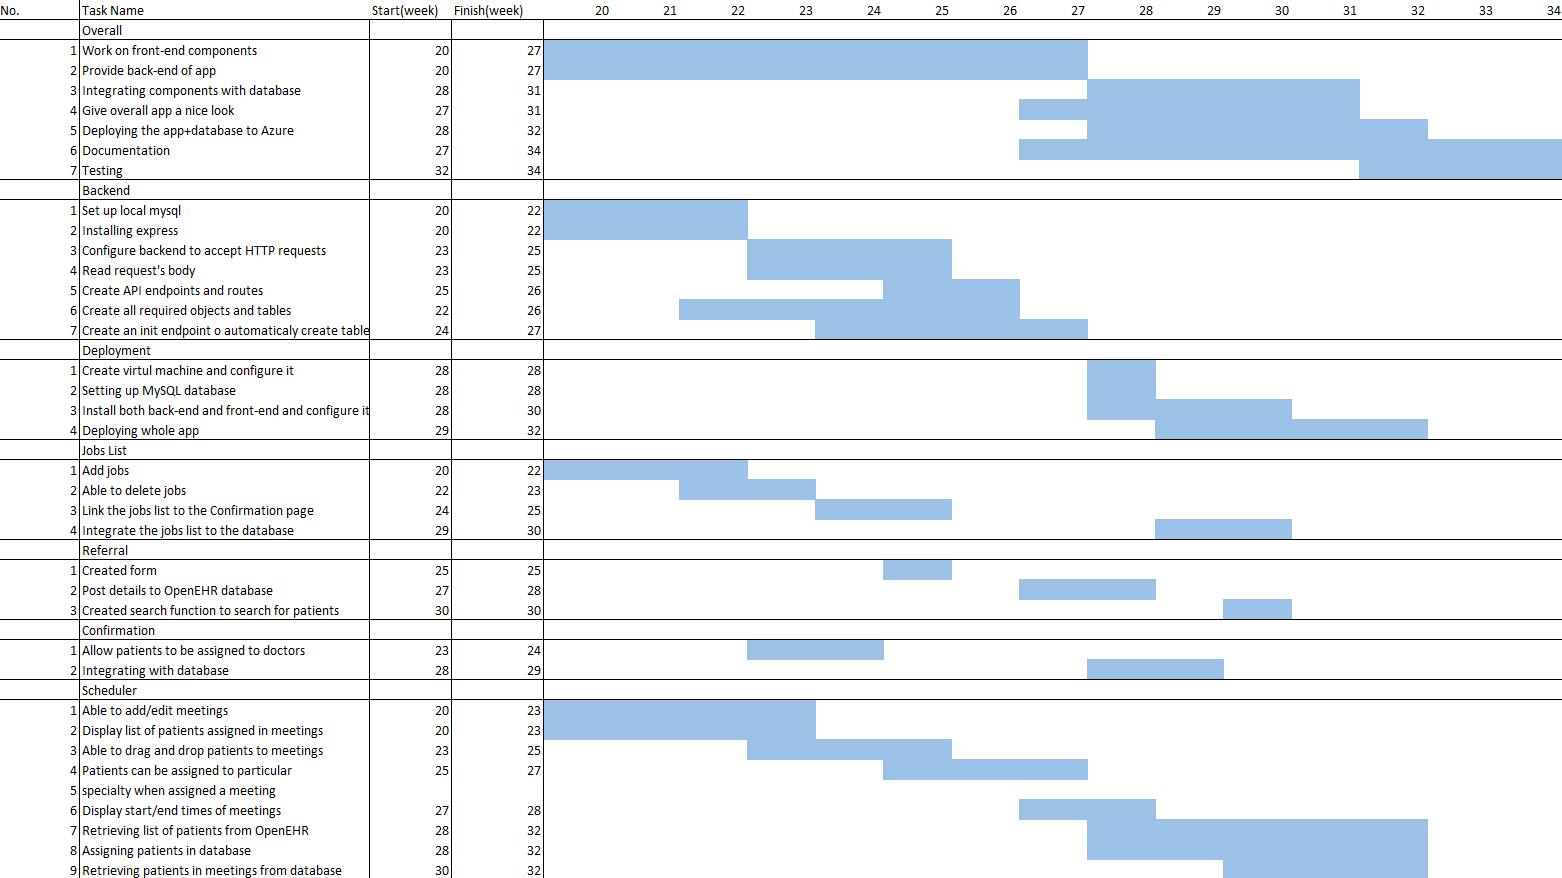 No. Task Name Start(week) Finish(week) 20 21 22 23 24 25 26 27 28 29 30 31 32 33 34
Overall
1 Work on front-end components 20 27
2 Provide back-end of app 20 27
3 Integrating components with database 28 31
4 Give overall app a nice look 27 31
5 Deploying the app+database to Azure 28 32
6 Documentation 27 34
7 Testing 32 34
Backend
1 Set up local mysql 20 22
2 Installing express 20 22
3 Configure backend to accept HTTP requests 23 25
4 Read request's body 23 25
5 Create API endpoints and routes 25 26
6 Create all required objects and tables 22 26
7 Create an init endpoint o automaticaly create table 24 27
Deployment
1 Create virtul machine and configure it 28 28
2 Setting up MySQL database 28 28
3 Install both back-end and front-end and configure it 28 30
4 Deploying whole app 29 32
Jobs List
1 Add jobs 20 22
2 Able to delete jobs 22 23
3 Link the jobs list to the Confirmation page 24 25
4 Integrate the jobs list to the database 29 30
Referral
1 Created form 25 25
2 Post details to OpenEHR database 27 28
3 Created search function to search for patients 30 30
Confirmation
1 Allow patients to be assigned to doctors 23 24
2 Integrating with database 28 29
Scheduler
1 Able to add/edit meetings 20 23
2 Display list of patients assigned in meetings 20 23
3 Able to drag and drop patients to meetings 23 25
4 Patients can be assigned to particular 25 27
5 specialty when assigned a meeting
6 Display start/end times of meetings 27 28
7 Retrieving list of patients from OpenEHR 28 32
8 Assigning patients in database 28 32
9 Retrieving patients in meetings from database 30 32